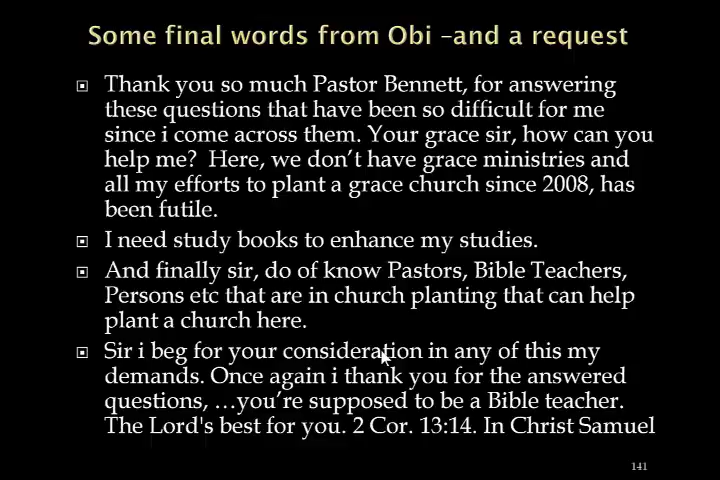 Some final words from Obi –and a request
Thank you so much Pastor Bennett, for answering
these questions that have been so difficult for me
since i come across them. Your grace sir, how can you
help me?  Here, we don't have grace ministries and
all my efforts to plant a grace church since 2008, has
been futile.
I need study books to enhance my studies.
And finally sir, do of know Pastors, Bible Teachers,
Persons etc that are in church planting that can help
plant a church here.
Sir i beg for your consideration in any of this my
demands. Once again i thank you for the answered
questions, …you're supposed to be a Bible teacher.
The Lord's best for you. 2 Cor. 13:14. In Christ Samuel
141